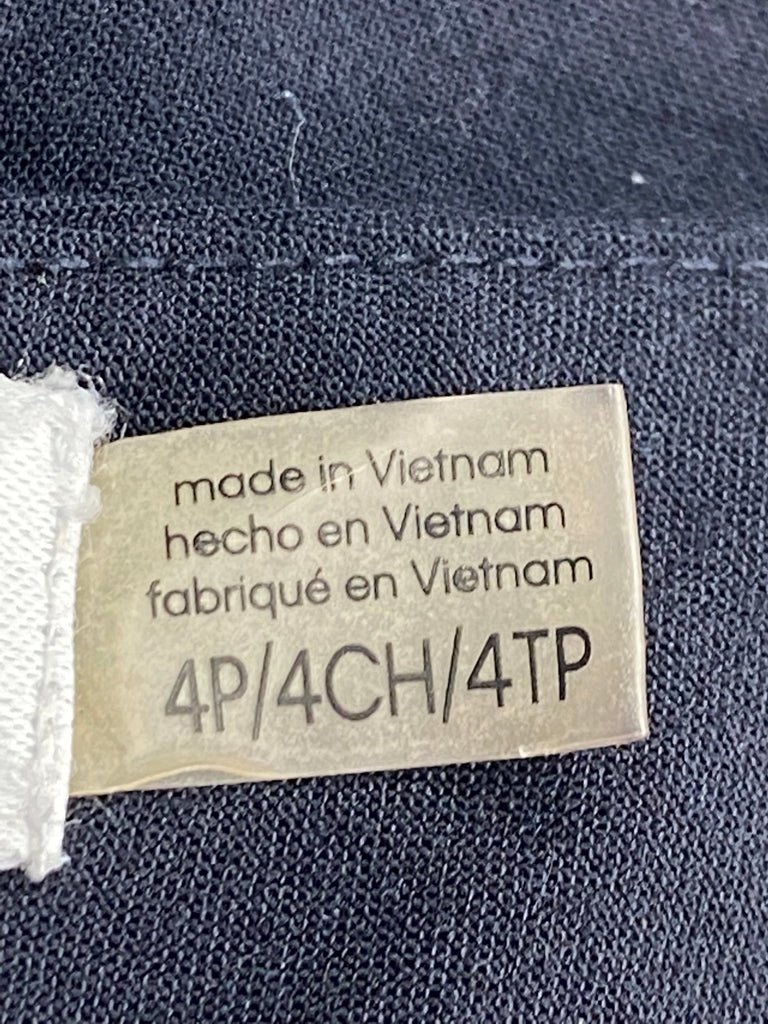 made in Vietnam
hecho en Vietnam
fabriqué en Vietnam
4P/4CH/4TP